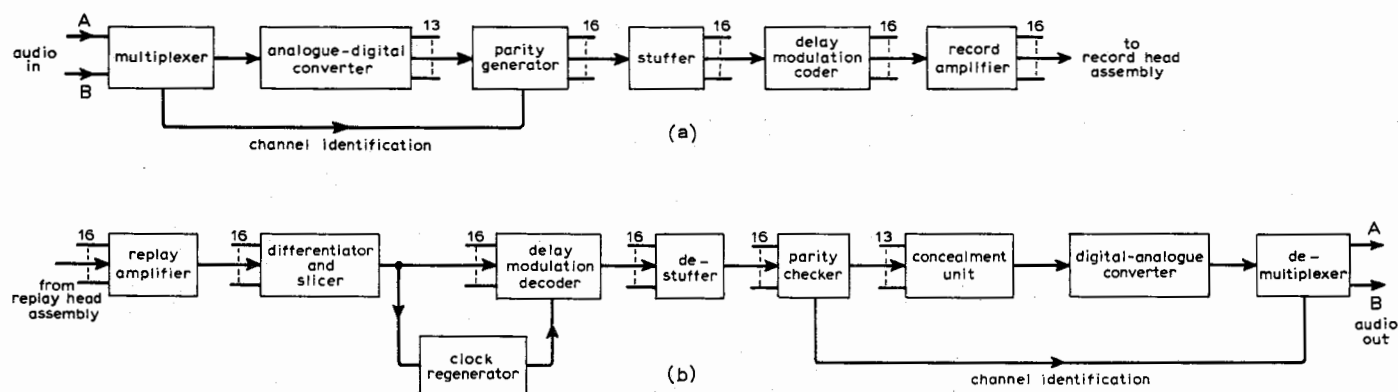 A
audio
in
B
multiplexer
analogue-digital
converter
13
parity
generator
16
stuffer
16
delay
modulation
coder
16
record
amplifier
16
to
record head
assembly
channel identification
(a)
16
from
replay head
assembly
replay
amplifier
16
differentiator
and
slicer
16
delay
modulation
decoder
clock
regenerator
16
de-
stuffer
16
parity
checker
13
concealment
unit
digital-analogue
converter
de-
multiplexer
A
B
audio
out
channel identification
(b)